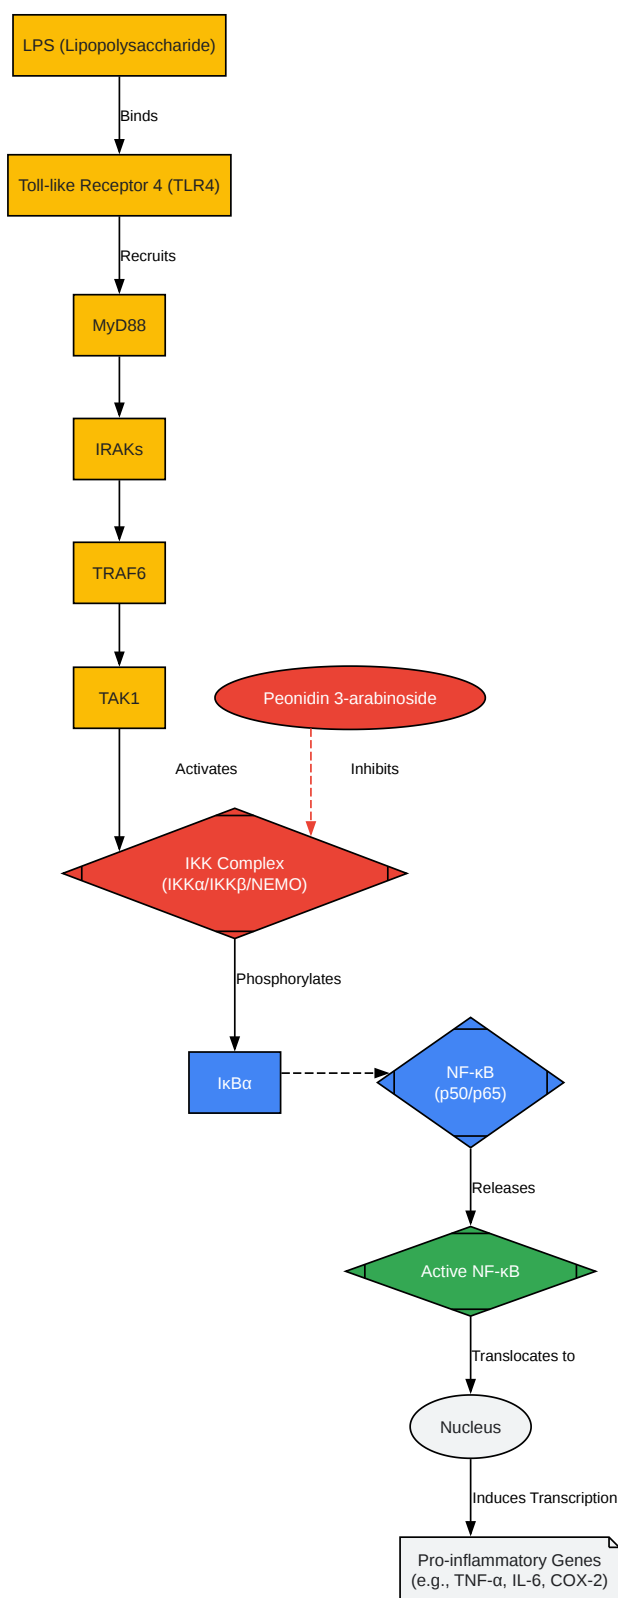 LPS (Lipopolysaccharide)
Binds
Toll-like Receptor 4 (TLR4)
Recruits
MyD88
IRAKs
TRAF6
TAK1
Peonidin 3-arabinoside
Activates
Inhibits
IKK Complex
(IKKα/IKKβ/NEMO)
Phosphorylates
IκBα
NF-κB
(p50/p65)
Releases
Active NF-κB
Translocates to
Nucleus
Induces Transcription
Pro-inflammatory Genes
(e.g., TNF-α, IL-6, COX-2)